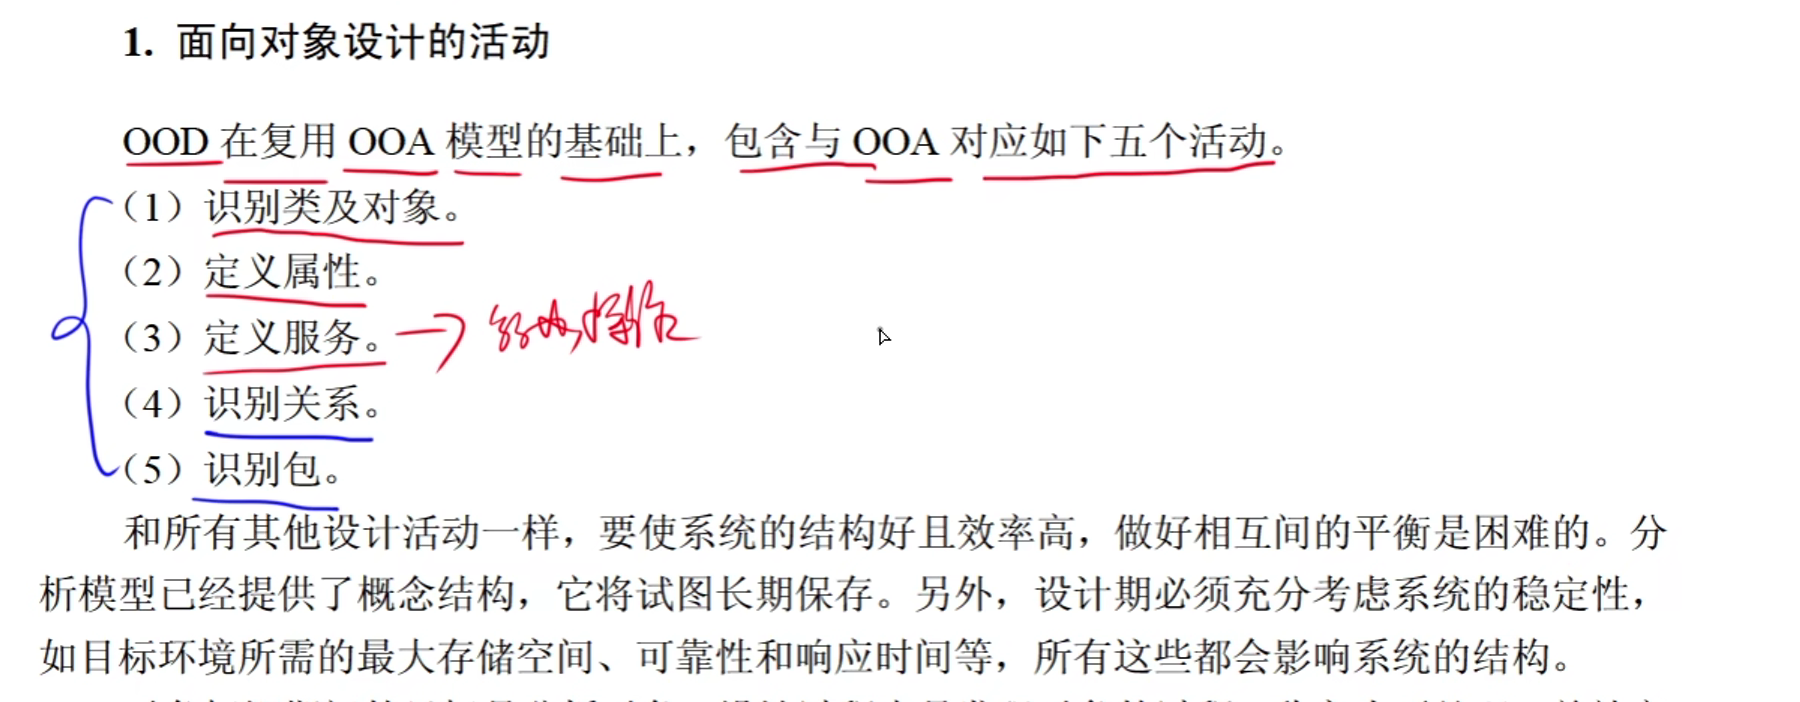 1. 面向对象设计的活动
OOD 在复用 OOA 模型的基础上，包含与 OOA 对应如下五个活动。
（1）识别类及对象。
（2）定义属性。
（3）定义服务。
（4）识别关系。
（5）识别包。
和所有其他设计活动一样，要使系统的结构好且效率高，做好相互间的平衡是困难的。分
析模型已经提供了概念结构，它将试图长期保存。另外，设计期必须充分考虑系统的稳定性，
如目标环境所需的最大存储空间、可靠性和响应时间等，所有这些都会影响系统的结构。